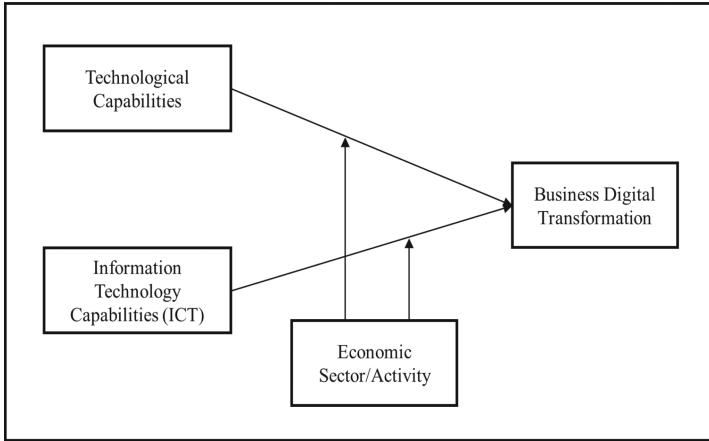 Technological
Capabilities
Business Digital
Transformation
Information
Technology
Capabilities (ICT)
Economic
Sector/Activity